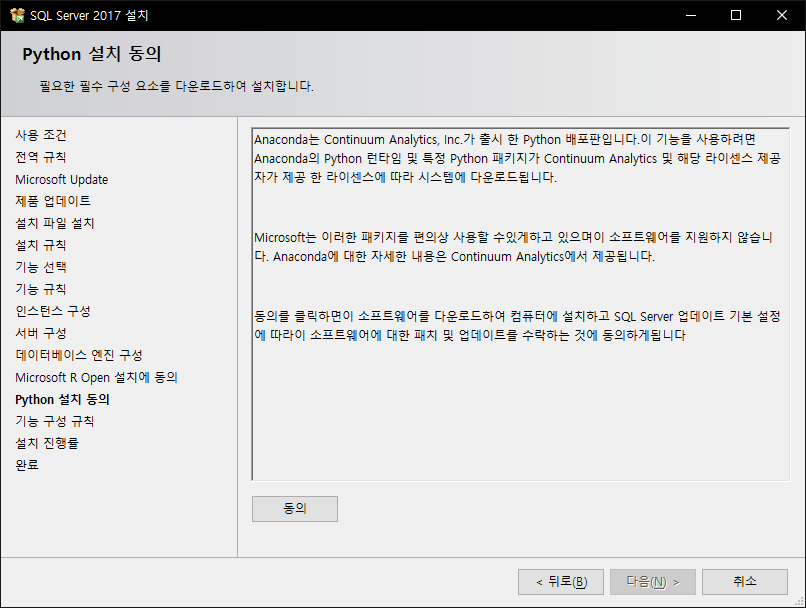 SQL Server 2017 설치
Python 설치 동의
필요한 필수 구성 요소를 다운로드하여 설치합니다.
사용 조건
전역 규칙
Microsoft Update
제품 업데이트
설치 파일 설치
설치 규칙
기능 선택
기능 규칙
인스턴스 구성
서버 구성
데이터베이스 엔진 구성
Microsoft R Open 설치에 동의
Python 설치 동의
기능 구성 규칙
설치 진행률
완료
Anaconda는 Continuum Analytics, Inc.가 출시 한 Python 배포판입니다.이 기능을 사용하려면
Anaconda의 Python 런타임 및 특정 Python 패키지가 Continuum Analytics 및 해당 라이센스 제공
자가 제공 한 라이센스에 따라 시스템에 다운로드됩니다.
Microsoft는 이러한 패키지를 편의상 사용할 수있게하고 있으며이 소프트웨어를 지원하지 않습니
다. Anaconda에 대한 자세한 내용은 Continuum Analytics에서 제공됩니다.
동의를 클릭하면이 소프트웨어를 다운로드하여 컴퓨터에 설치하고 SQL Server 업데이트 기본 설정
에 따라이 소프트웨어에 대한 패치 및 업데이트를 수락하는 것에 동의하게됩니다
동의
< 뒤로(B)
다음(N) >
취소